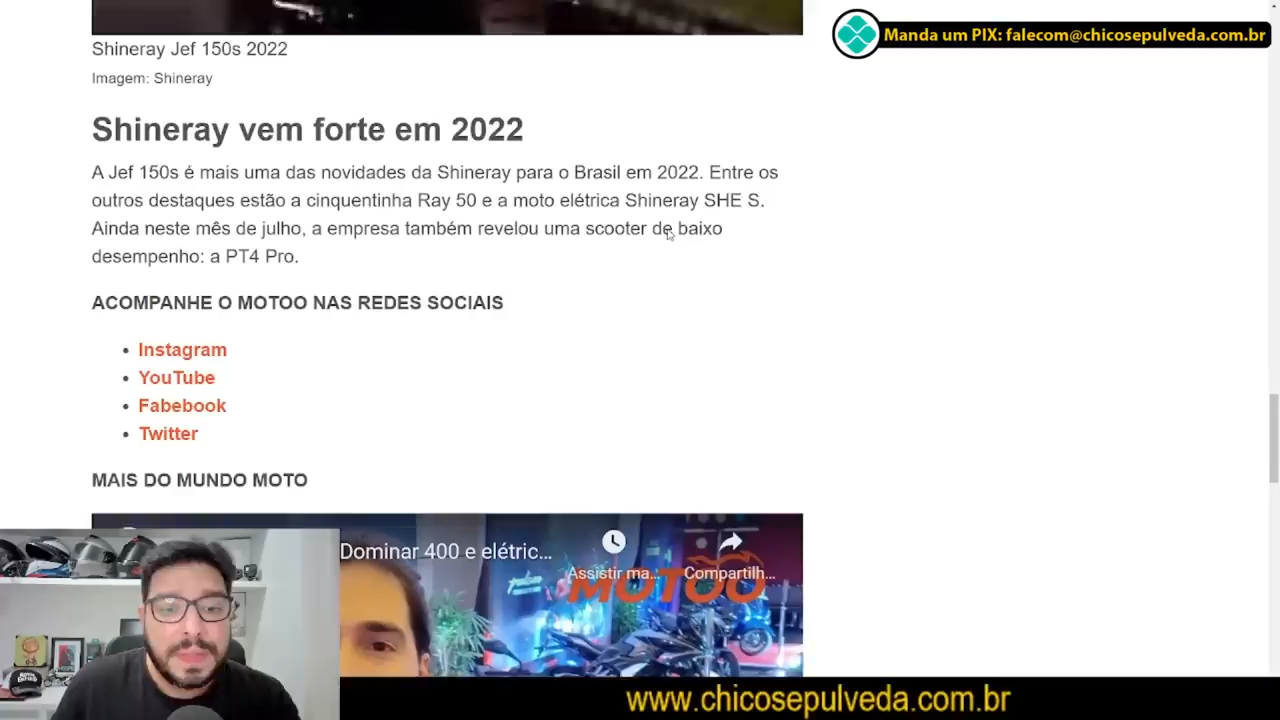 Manda um PIX: falecom@chicosepulveda.com.br
Shineray Jef 150s 2022
Imagem: Shineray
Shineray vem forte em 2022
A Jef 150s é mais uma das novidades da Shineray para o Brasil em 2022. Entre os
outros destaques estão a cinquentinha Ray 50 e a moto elétrica Shineray SHE S.
Ainda neste mês de julho, a empresa também revelou uma scooter de baixo
desempenho: a PT4 Pro.
ACOMPANHE O MOTOO NAS REDES SOCIAIS
Instagram
YouTube
Fabebook
Twitter
MAIS DO MUNDO MOTO
Dominar 400 e elétric...
Assistir ma...
Compartilh...
MOTOO
www.chicosepulveda.com.br